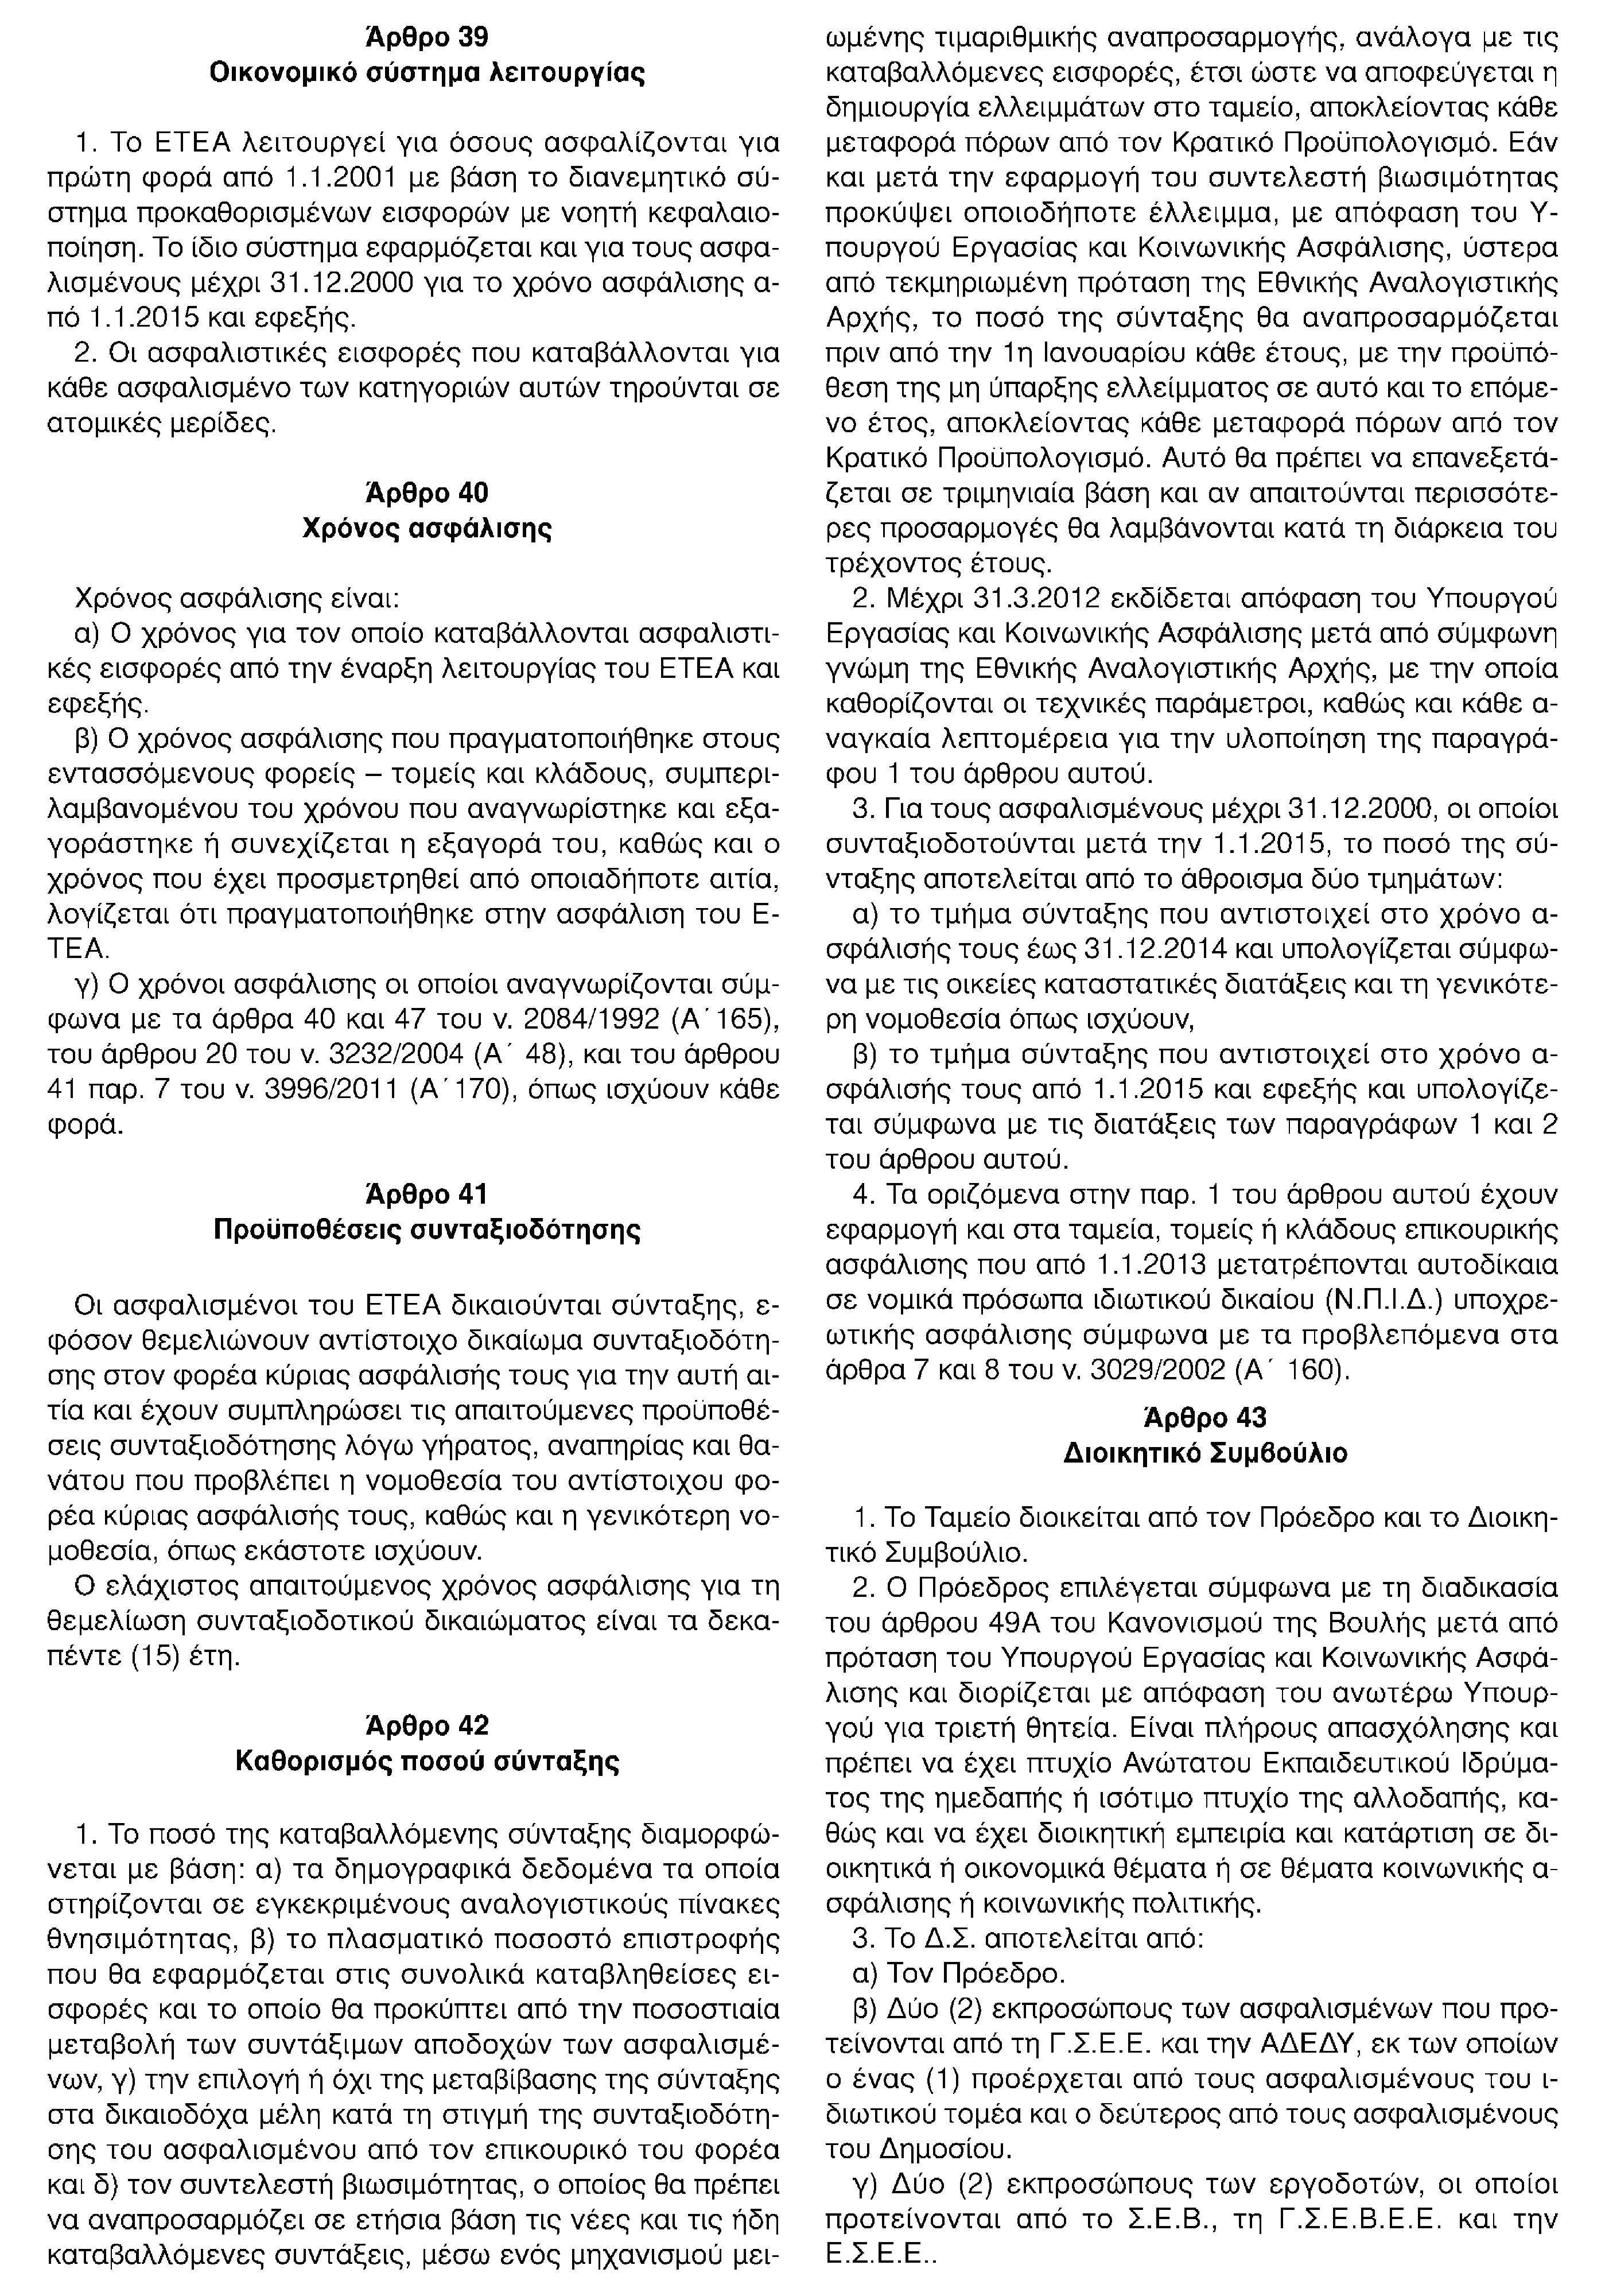 Άρθρο 39
Οικονομικό σύστημα λειτουργίας
1. Το ΕΤΕΑ λειτουργεί για όσους ασφαλίζονται για
πρώτη φορά από 1.1.2001 με βάση το διανεμητικό σύ-
στημα προκαθορισμένων εισφορών με νοητή κεφαλαιο-
ποίηση. Το ίδιο σύστημα εφαρμόζεται και για τους ασφα-
λισμένους μέχρι 31.12.2000 για το χρόνο ασφάλισης α-
πό 1.1.2015 και εφεξής.
2. Οι ασφαλιστικές εισφορές που καταβάλλονται για
κάθε ασφαλισμένο των κατηγοριών αυτών τηρούνται σε
ατομικές μερίδες.
Άρθρο 40
Χρόνος ασφάλισης
Χρόνος ασφάλισης είναι:
α) Ο χρόνος για τον οποίο καταβάλλονται ασφαλιστι-
κές εισφορές από την έναρξη λειτουργίας του ΕΤΕΑ και
εφεξής.
β) Ο χρόνος ασφάλισης που πραγματοποιήθηκε στους
εντασσόμενους φορείς – τομείς και κλάδους, συμπερι-
λαμβανομένου του χρόνου που αναγνωρίστηκε και εξα-
γοράστηκε ή συνεχίζεται η εξαγορά του, καθώς και ο
χρόνος που έχει προσμετρηθεί από οποιαδήποτε αιτία,
λογίζεται ότι πραγματοποιήθηκε στην ασφάλιση του Ε-
ΤΕΑ.
γ) Ο χρόνοι ασφάλισης οι οποίοι αναγνωρίζονται σύμ-
φωνα με τα άρθρα 40 και 47 του ν. 2084/1992 (Α΄165),
του άρθρου 20 του ν. 3232/2004 (Α΄ 48), και του άρθρου
41 παρ. 7 του ν. 3996/2011 (Α΄170), όπως ισχύουν κάθε
φορά.
Άρθρο 41
Προϋποθέσεις συνταξιοδότησης
Οι ασφαλισμένοι του ΕΤΕΑ δικαιούνται σύνταξης, ε-
φόσον θεμελιώνουν αντίστοιχο δικαίωμα συνταξιοδότη-
σης στον φορέα κύριας ασφάλισής τους για την αυτή αι-
τία και έχουν συμπληρώσει τις απαιτούμενες προϋποθέ-
σεις συνταξιοδότησης λόγω γήρατος, αναπηρίας και θα-
νάτου που προβλέπει η νομοθεσία του αντίστοιχου φο-
ρέα κύριας ασφάλισής τους, καθώς και η γενικότερη νο-
μοθεσία, όπως εκάστοτε ισχύουν.
Ο ελάχιστος απαιτούμενος χρόνος ασφάλισης για τη
θεμελίωση συνταξιοδοτικού δικαιώματος είναι τα δεκα-
πέντε (15) έτη.
Άρθρο 42
Καθορισμός ποσού σύνταξης
1. Το ποσό της καταβαλλόμενης σύνταξης διαμορφώ-
νεται με βάση: α) τα δημογραφικά δεδομένα τα οποία
στηρίζονται σε εγκεκριμένους αναλογιστικούς πίνακες
θνησιμότητας, β) το πλασματικό ποσοστό επιστροφής
που θα εφαρμόζεται στις συνολικά καταβληθείσες ει-
σφορές και το οποίο θα προκύπτει από την ποσοστιαία
μεταβολή των συντάξιμων αποδοχών των ασφαλισμέ-
νων, γ) την επιλογή ή όχι της μεταβίβασης της σύνταξης
στα δικαιοδόχα μέλη κατά τη στιγμή της συνταξιοδότη-
σης του ασφαλισμένου από τον επικουρικό του φορέα
και δ) τον συντελεστή βιωσιμότητας, ο οποίος θα πρέπει
να αναπροσαρμόζει σε ετήσια βάση τις νέες και τις ήδη
καταβαλλόμενες συντάξεις, μέσω ενός μηχανισμού μει-
ωμένης τιμαριθμικής αναπροσαρμογής, ανάλογα με τις
καταβαλλόμενες εισφορές, έτσι ώστε να αποφεύγεται η
δημιουργία ελλειμμάτων στο ταμείο, αποκλείοντας κάθε
μεταφορά πόρων από τον Κρατικό Προϋπολογισμό. Εάν
και μετά την εφαρμογή του συντελεστή βιωσιμότητας
προκύψει οποιοδήποτε έλλειμμα, με απόφαση του Υ-
πουργού Εργασίας και Κοινωνικής Ασφάλισης, ύστερα
από τεκμηριωμένη πρόταση της Εθνικής Αναλογιστικής
Αρχής, το ποσό της σύνταξης θα αναπροσαρμόζεται
πριν από την 1η Ιανουαρίου κάθε έτους, με την προϋπό-
θεση της μη ύπαρξης ελλείμματος σε αυτό και το επόμε-
νο έτος, αποκλείοντας κάθε μεταφορά πόρων από τον
Κρατικό Προϋπολογισμό. Αυτό θα πρέπει να επανεξετά-
ζεται σε τριμηνιαία βάση και αν απαιτούνται περισσότε-
ρες προσαρμογές θα λαμβάνονται κατά τη διάρκεια του
τρέχοντος έτους.
2. Μέχρι 31.3.2012 εκδίδεται απόφαση του Υπουργού
Εργασίας και Κοινωνικής Ασφάλισης μετά από σύμφωνη
γνώμη της Εθνικής Αναλογιστικής Αρχής, με την οποία
καθορίζονται οι τεχνικές παράμετροι, καθώς και κάθε α-
ναγκαία λεπτομέρεια για την υλοποίηση της παραγρά-
φου 1 του άρθρου αυτού.
3. Για τους ασφαλισμένους μέχρι 31.12.2000, οι οποίοι
συνταξιοδοτούνται μετά την 1.1.2015, το ποσό της σύ-
νταξης αποτελείται από το άθροισμα δύο τμημάτων:
α) το τμήμα σύνταξης που αντιστοιχεί στο χρόνο α-
σφάλισής τους έως 31.12.2014 και υπολογίζεται σύμφω-
να με τις οικείες καταστατικές διατάξεις και τη γενικότε-
ρη νομοθεσία όπως ισχύουν,
β) το τμήμα σύνταξης που αντιστοιχεί στο χρόνο α-
σφάλισής τους από 1.1.2015 και εφεξής και υπολογίζε-
ται σύμφωνα με τις διατάξεις των παραγράφων 1 και 2
του άρθρου αυτού.
4. Τα οριζόμενα στην παρ. 1 του άρθρου αυτού έχουν
εφαρμογή και στα ταμεία, τομείς ή κλάδους επικουρικής
ασφάλισης που από 1.1.2013 μετατρέπονται αυτοδίκαια
σε νομικά πρόσωπα ιδιωτικού δικαίου (Ν.Π.Ι.Δ.) υποχρε-
ωτικής ασφάλισης σύμφωνα με τα προβλεπόμενα στα
άρθρα 7 και 8 του ν. 3029/2002 (Α΄ 160).
Άρθρο 43
Διοικητικό Συμβούλιο
1. Το Ταμείο διοικείται από τον Πρόεδρο και το Διοικη-
τικό Συμβούλιο.
2. Ο Πρόεδρος επιλέγεται σύμφωνα με τη διαδικασία
του άρθρου 49Α του Κανονισμού της Βουλής μετά από
πρόταση του Υπουργού Εργασίας και Κοινωνικής Ασφά-
λισης και διορίζεται με απόφαση του ανωτέρω Υπουρ-
γού για τριετή θητεία. Είναι πλήρους απασχόλησης και
πρέπει να έχει πτυχίο Ανώτατου Εκπαιδευτικού Ιδρύμα-
τος της ημεδαπής ή ισότιμο πτυχίο της αλλοδαπής, κα-
θώς και να έχει διοικητική εμπειρία και κατάρτιση σε δι-
οικητικά ή οικονομικά θέματα ή σε θέματα κοινωνικής α-
σφάλισης ή κοινωνικής πολιτικής.
3. Το Δ.Σ. αποτελείται από:
α) Τον Πρόεδρο.
β) Δύο (2) εκπροσώπους των ασφαλισμένων που προ-
τείνονται από τη Γ.Σ.Ε.Ε. και την ΑΔΕΔΥ, εκ των οποίων
ο ένας (1) προέρχεται από τους ασφαλισμένους του ι-
διωτικού τομέα και ο δεύτερος από τους ασφαλισμένους
του Δημοσίου.
γ) Δύο (2) εκπροσώπους των εργοδοτών, οι οποίοι
προτείνονται από το Σ.Ε.Β., τη Γ.Σ.Ε.Β.Ε.Ε. και την
Ε.Σ.Ε.Ε..